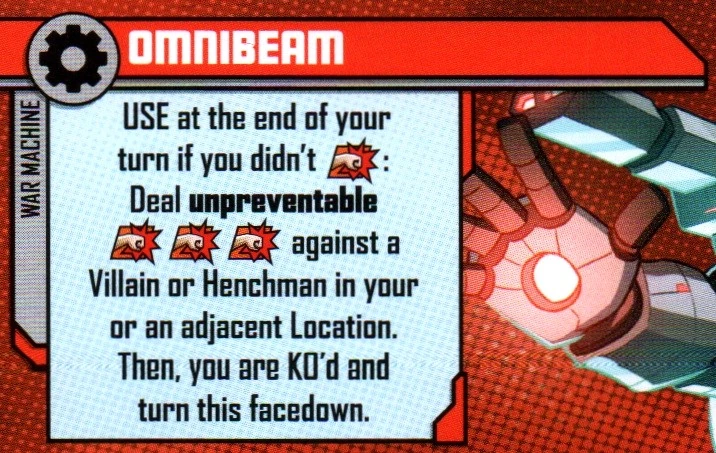 OMNIBEAM
WAR MACHINE
USE at the end of your
turn if you didn't :
Deal unpreventable
against a
Villain or Henchman in your
or an adjacent Location.
Then, you are KO'd and
turn this facedown.